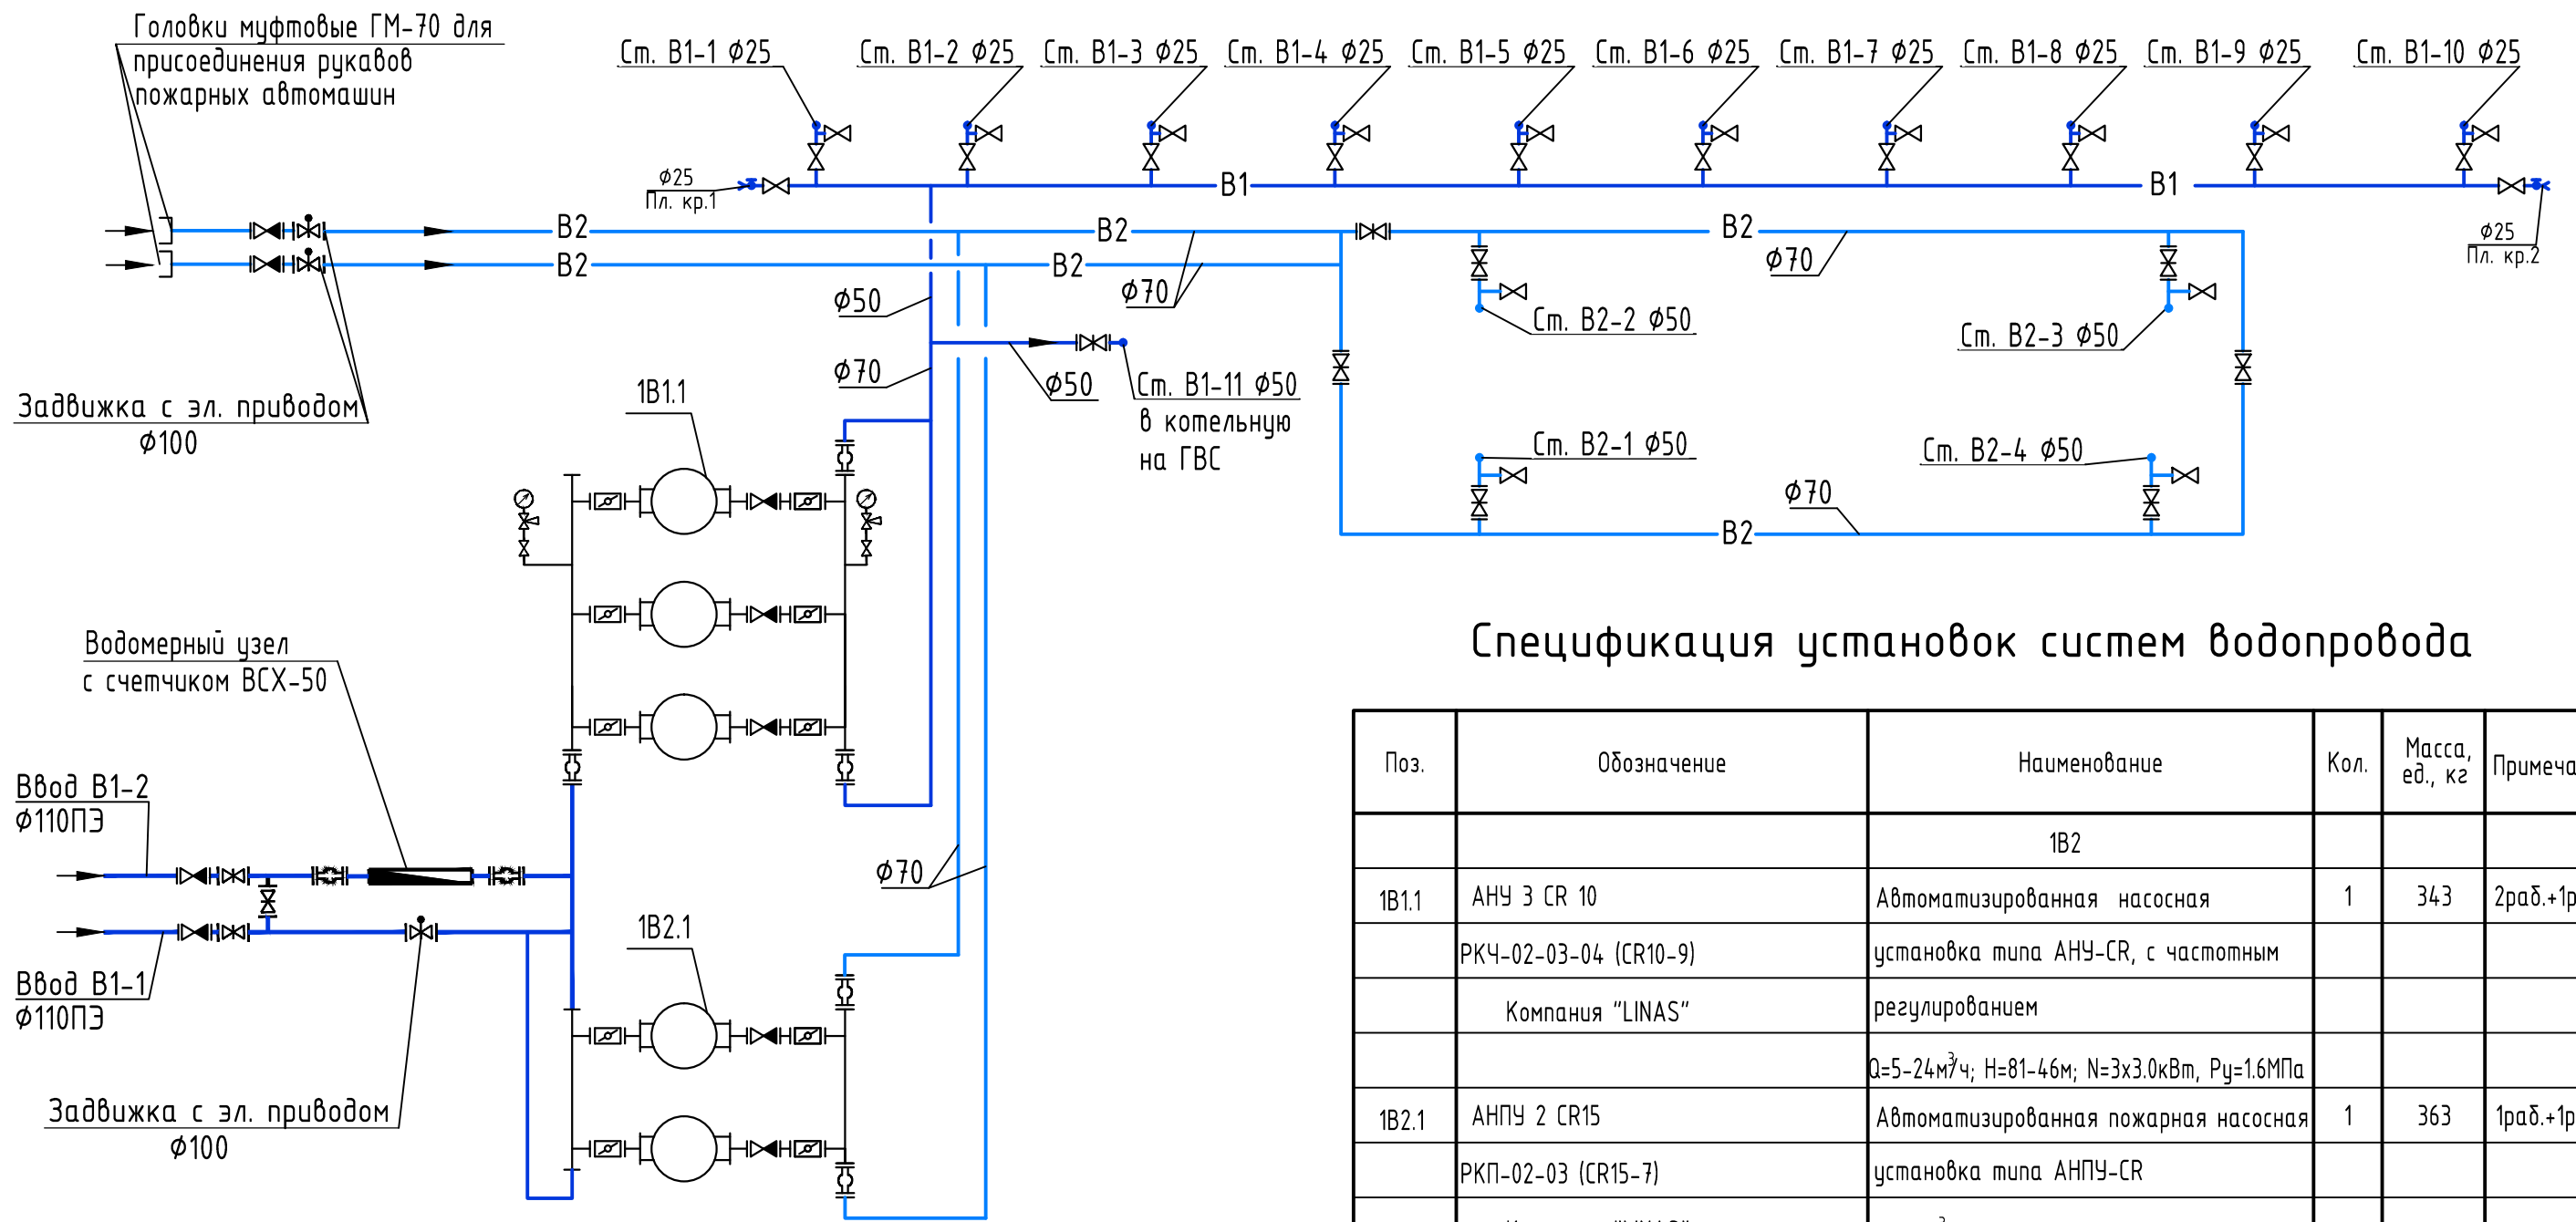 Головки муфтовые ГМ-70 для
присоединения рукавов
пожарных автомашин
Ст. В1-1 Ф25
Ст. В1-2 Ф25
Ст. В1-3 Ф25
Ст. В1-4 Ф25
Ст. В1-5 Ф25
Ст. В1-6 Ф25
Ст. В1-7 Ф25
Ст. В1-8 Ф25
Ст. В1-9 Ф25
Ст. В1-10 Ф25
Ф25
Пл. кр.1
В1
В1
Ф25
Пл. кр.2
В2
В2
В2
В2
В2
Ф70
Ф70
Ф50
Ф70
Ф50
Ст. В1-11 Ф50
в котельную
на ГВС
Ст. В2-2 Ф50
Ст. В2-3 Ф50
Ст. В2-1 Ф50
Ст. В2-4 Ф50
Ф70
В2
Задвижка с эл. приводом
Ф100
1В1.1
Водомерный узел
с счетчиком ВСХ-50
Ввод В1-2
Ф110ПЭ
Ввод В1-1
Ф110ПЭ
Ф70
1В2.1
Задвижка с эл. приводом
Ф100
Спецификация установок систем водопровода
Поз.
Обозначение
Наименование
Кол.
Масса,
ед., кг
Примеча
1В2
1В1.1 АНУ 3 CR 10 Автоматизированная насосная 1 343 2раб.+1р
РКЧ-02-03-04 (CR10-9) установка типа АНУ-CR, с частотным
Компания "LINAS" регулированием
Q=5-24м³/ч; Н=81-46м; N=3х3.0кВт, Ру=1.6МПа
1В2.1 АНПУ 2 CR15 Автоматизированная пожарная насосная 1 363 1раб.+1р
РКП-02-03 (CR15-7) установка типа АНПУ-CR